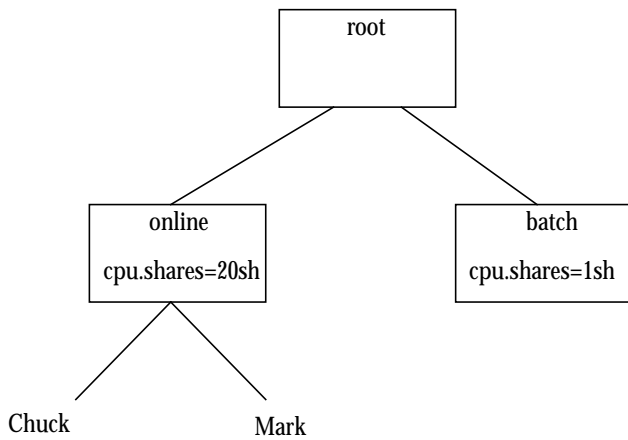 root
online
cpu.shares=20sh
batch
cpu.shares=1sh
Chuck
Mark